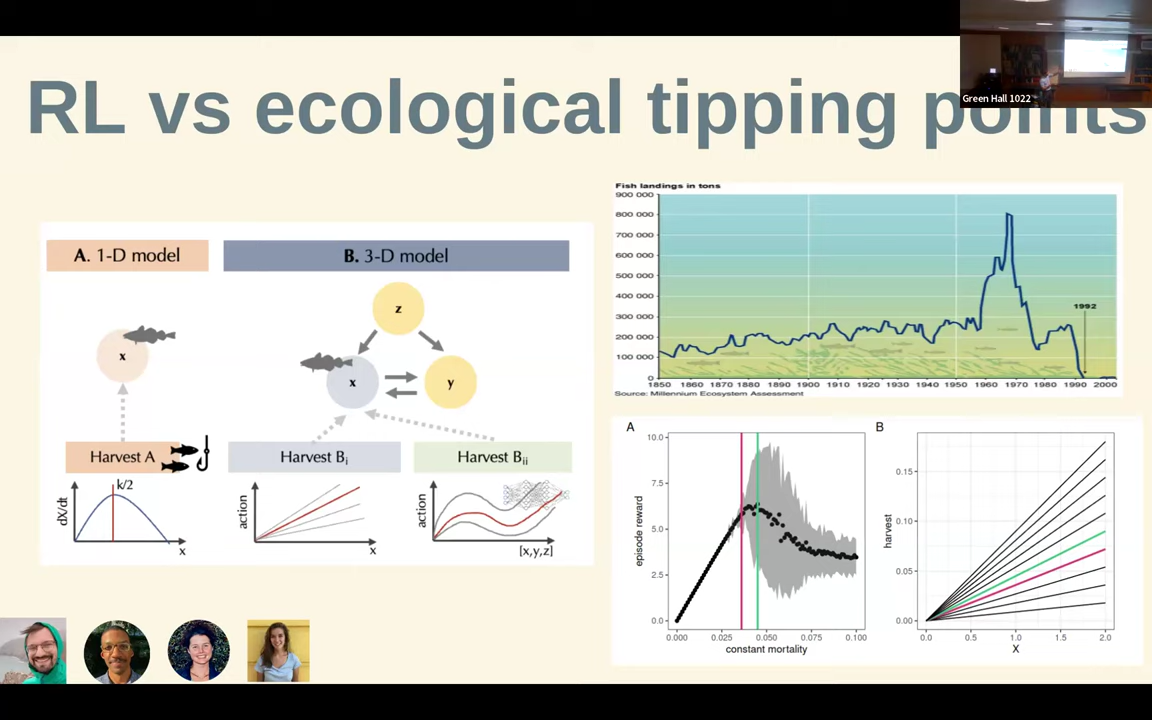 RL vs ecological tipping points
Green Hall 1022
A. 1-D model
B. 3-D model
x
z
x
y
Harvest A
Harvest Bi
Harvest Bii
k/2
dX/dt
x
action
x
action
[x,y,z]
Fish landings in tons
900 000
800 000
700 000
600 000
500 000
400 000
300 000
200 000
100 000
0
1992
1850 1860 1870 1880 1890 1900 1910 1920 1930 1940 1950 1960 1970 1980 1990 2000
Source: Millennium Ecosystem Assessment
A
10.0
7.5
5.0
2.5
0.0
episode reward
0.000 0.025 0.050 0.075 0.100
constant mortality
B
0.15
0.10
0.05
0.00
harvest
0.0 0.5 1.0 1.5 2.0
X